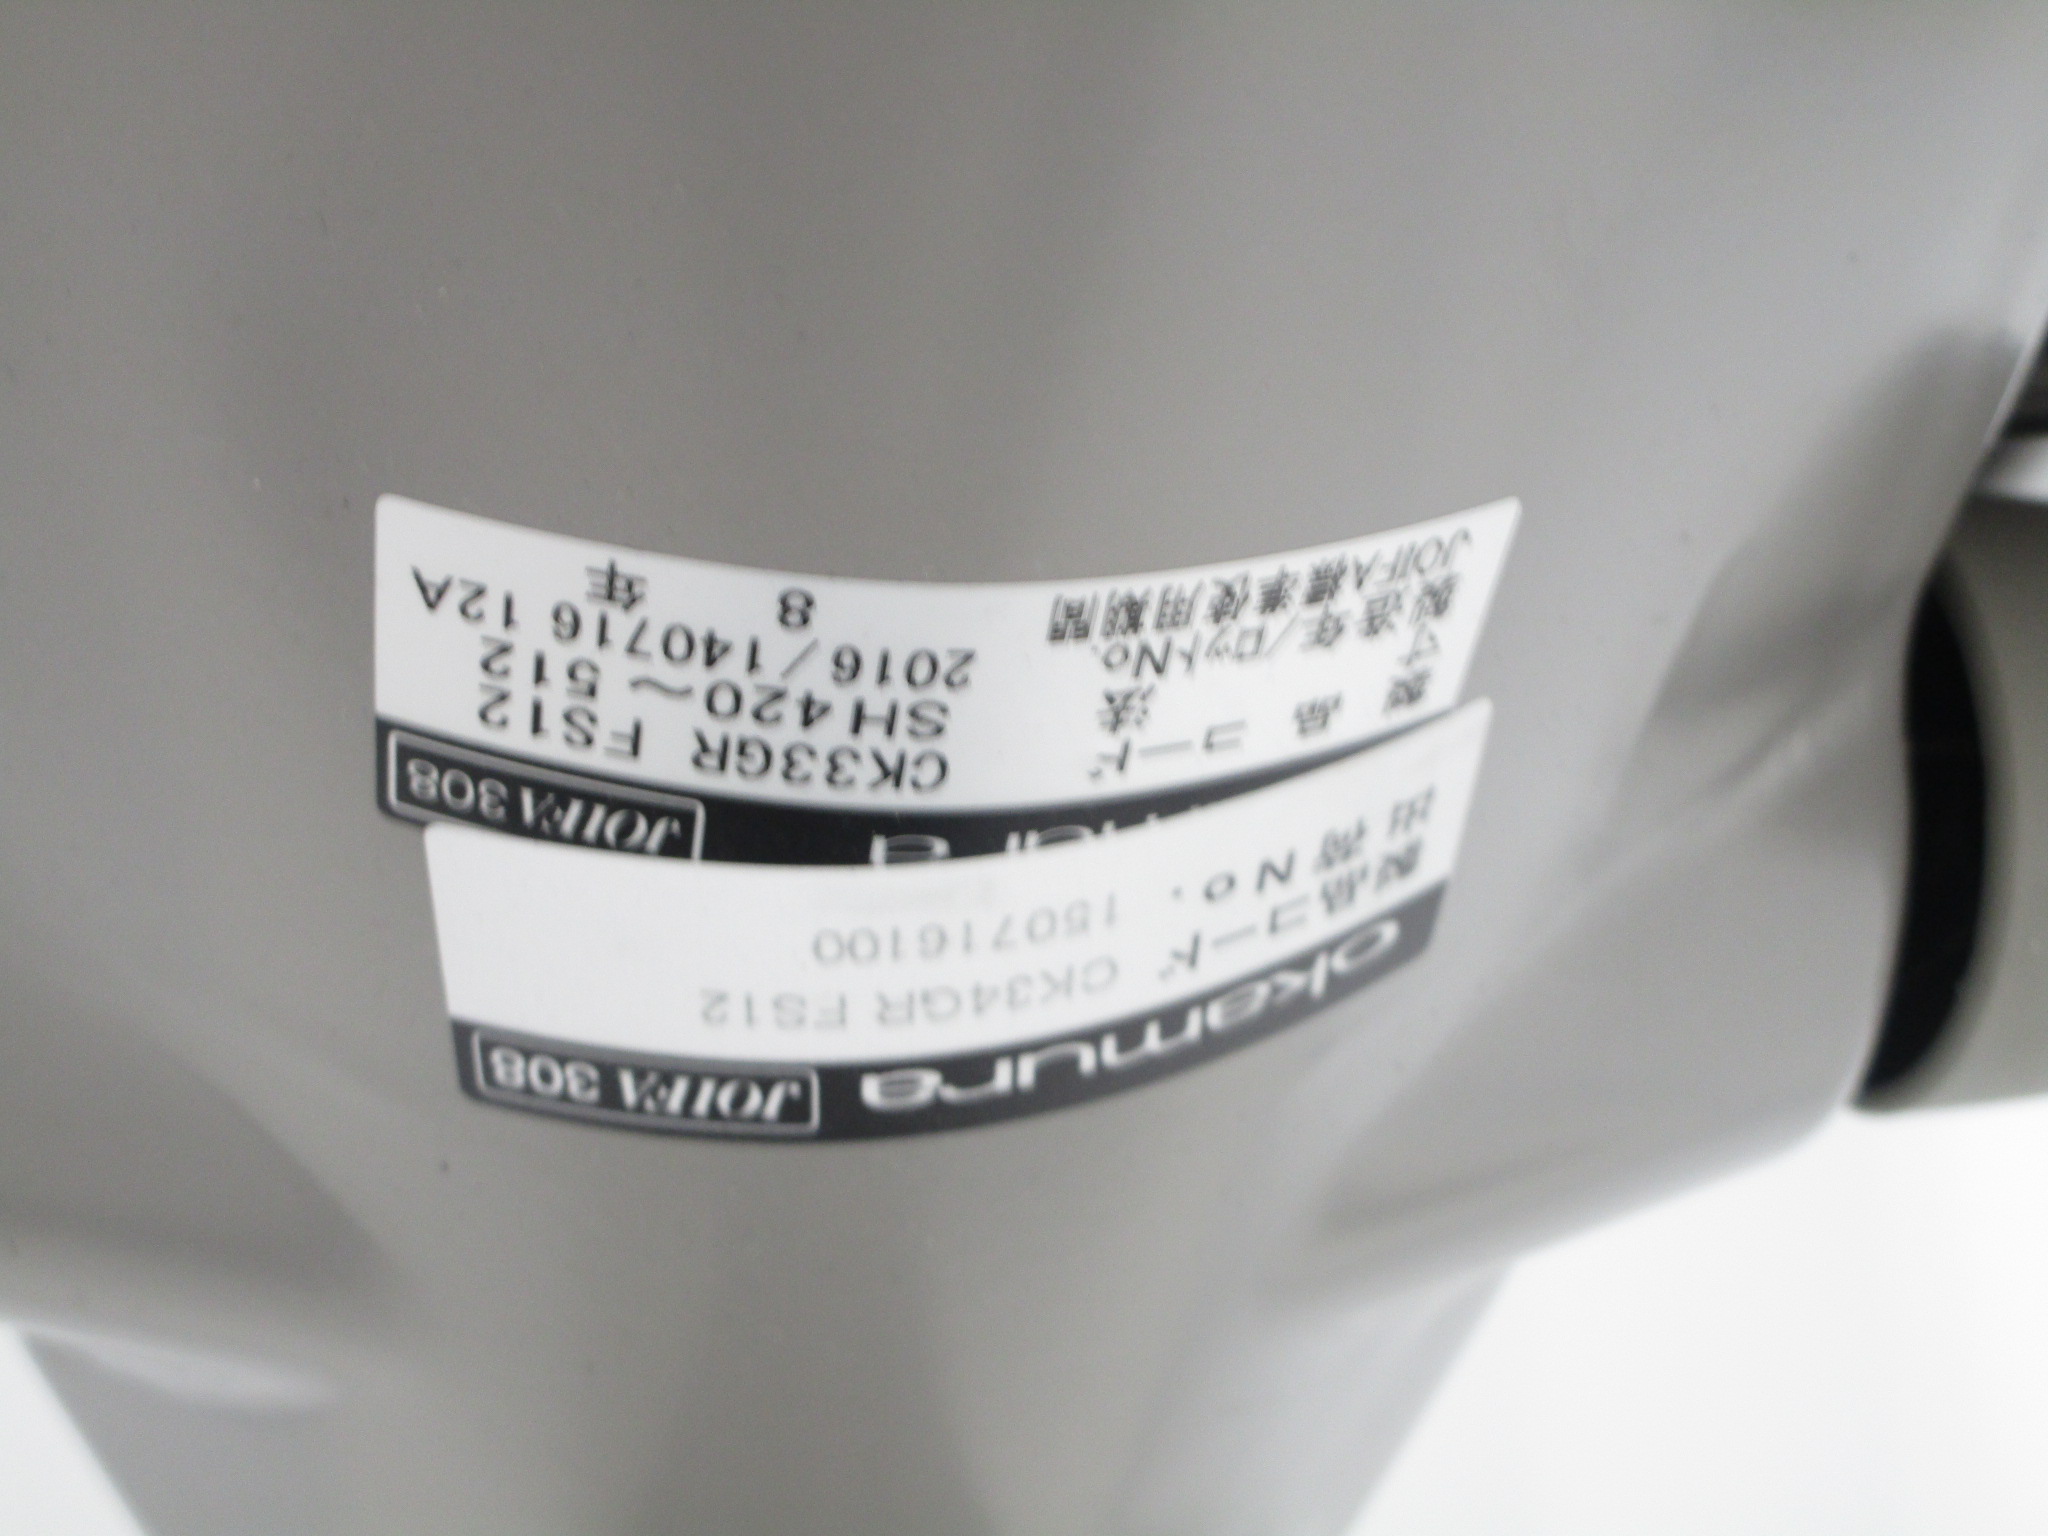 okamura JOIFA 308
製品コード CK34GR FS12
出荷No. 150716100
JOIFA 308
製品コード CK33GR FS12
寸法 SH 420～512
製造年/ロットNo. 2016/140716 12A
JOIFA標準使用期間 8年